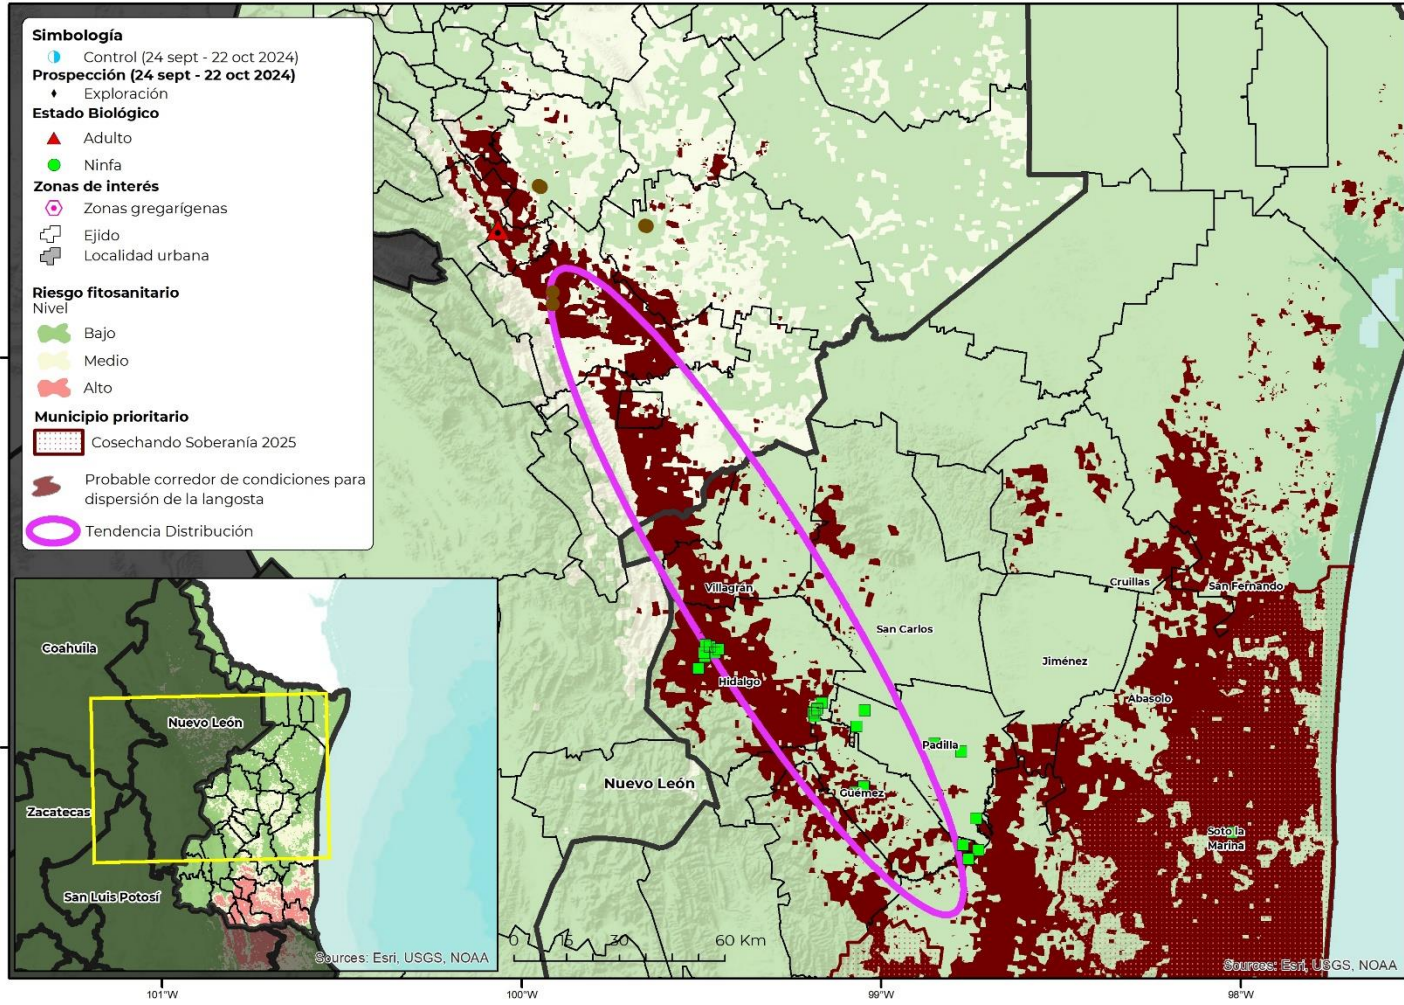 Simbología
Control (24 sept - 22 oct 2024)
Prospección (24 sept - 22 oct 2024)
Exploración
Estado Biológico
Adulto
Ninfa
Zonas de interés
Zonas gregarígenas
Ejido
Localidad urbana
Riesgo fitosanitario
Nivel
Bajo
Medio
Alto
Municipio prioritario
Cosechando Soberanía 2025
Probable corredor de condiciones para
dispersión de la langosta
Tendencia Distribución
Villagrán
Cruillas
San Fernando
San Carlos
Jiménez
Hidalgo
Abasolo
Padilla
Nuevo León
Güemez
Soto la
Marina
0 15 30 60 Km
Sources: Esri, USGS, NOAA
Coahuila
Nuevo León
Zacatecas
San Luis Potosí
Sources: Esri, USGS, NOAA
101°W 100°W 99°W 98°W